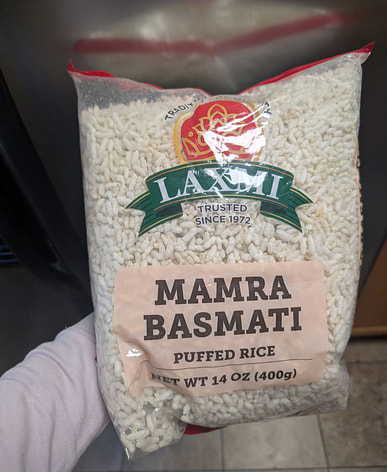 LAXMI
TRUSTED
SINCE 1972
MAMRA
BASMATI
PUFFED RICE
NET WT 14 OZ (400g)